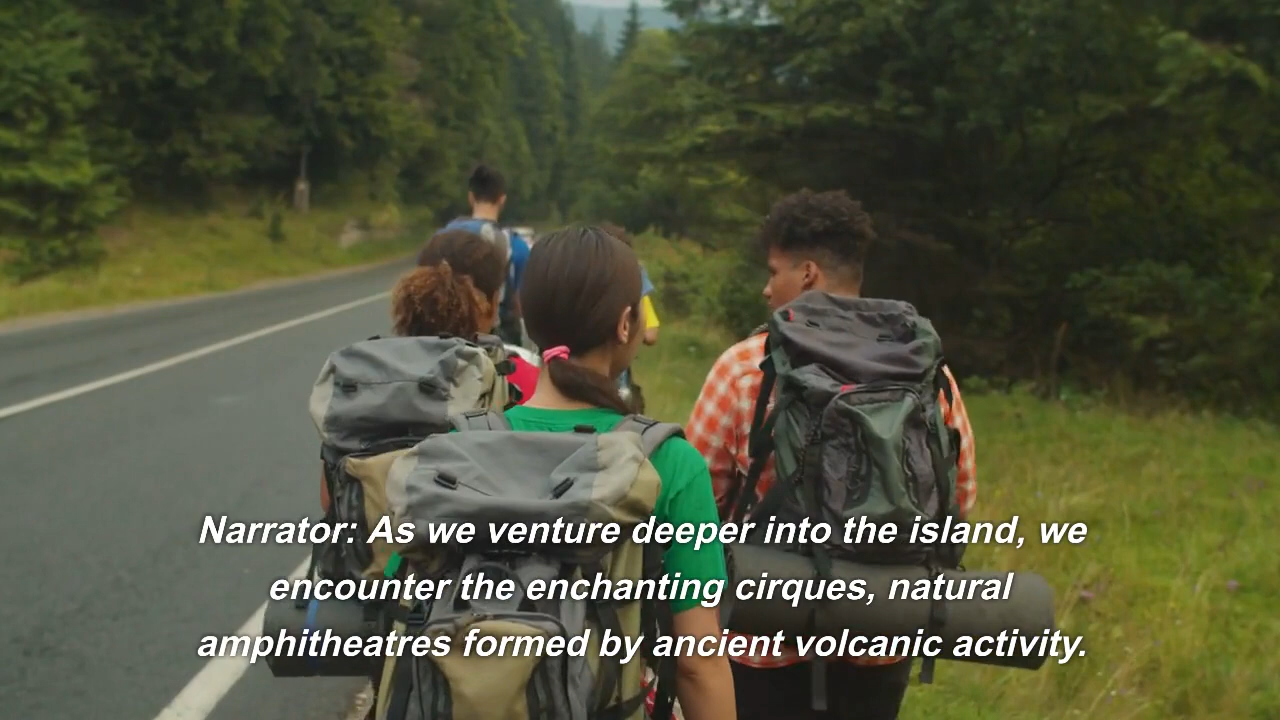 Narrator: As we venture deeper into the island, we
encounter the enchanting cirques, natural
amphitheatres formed by ancient volcanic activity.